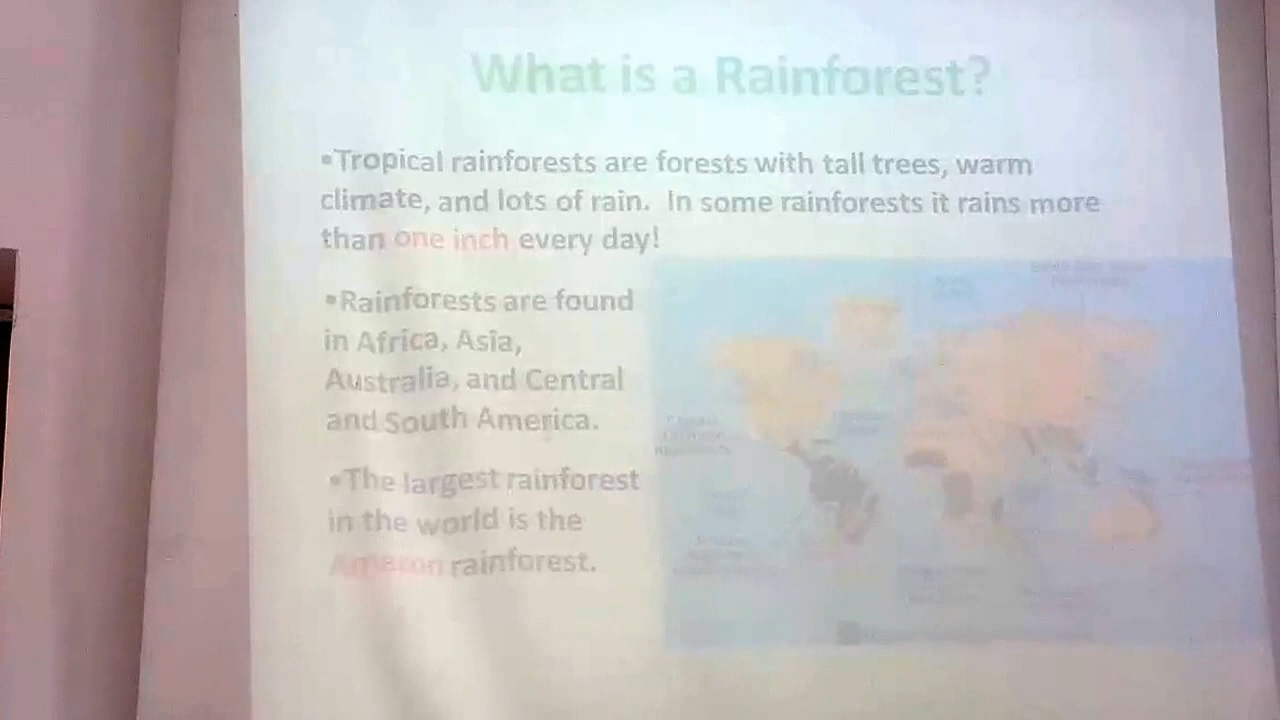 What is a Rainforest?
•Tropical rainforests are forests with tall trees, warm
climate, and lots of rain. In some rainforests it rains more
than one inch every day!
•Rainforests are found
in Africa, Asia,
Australia, and Central
and South America.
•The largest rainforest
in the world is the
Amazon rainforest.